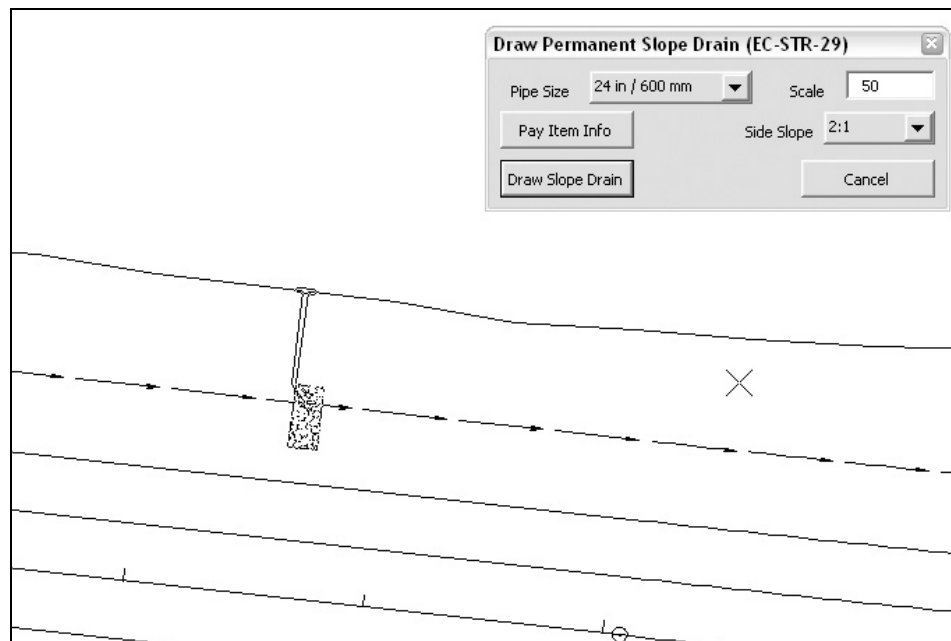 Draw Permanent Slope Drain (EC-STR-29)
Pipe Size 24 in / 600 mm Scale 50
Pay Item Info Side Slope 2:1
Draw Slope Drain Cancel